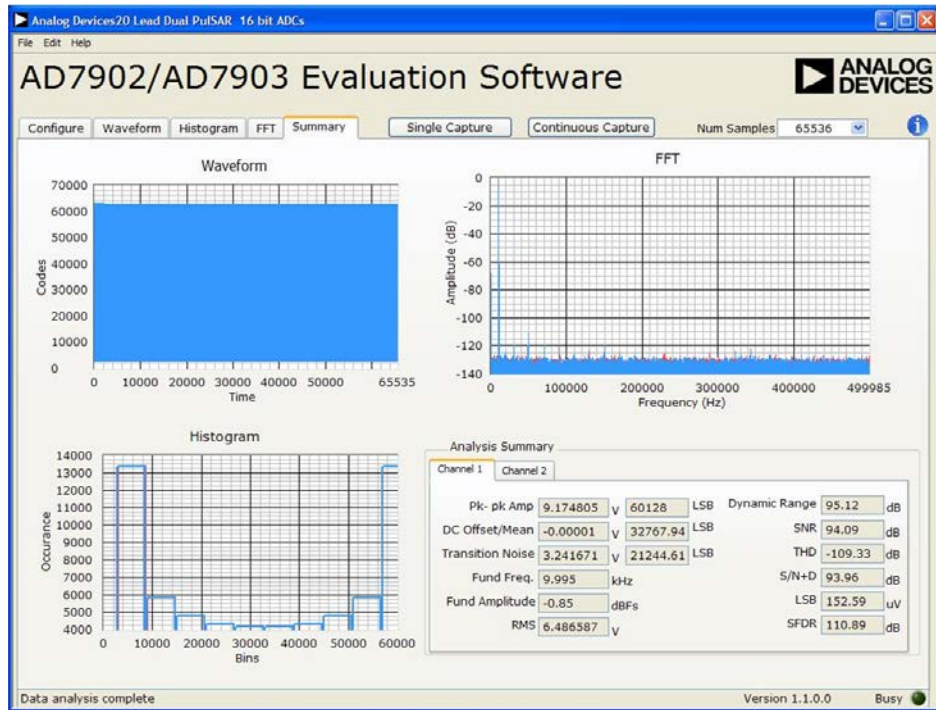 Analog Devices20 Lead Dual PulSAR 16 bit ADCs
File Edit Help
AD7902/AD7903 Evaluation Software
ANALOG
DEVICES
Configure Waveform Histogram FFT Summary Single Capture Continuous Capture Num Samples 65536
Waveform
70000
60000
50000
40000
30000
20000
10000
0
Codes
0 10000 20000 30000 40000 50000 65535
Time
FFT
0
-20
-40
-60
-80
-100
-120
-140
Amplitude (dB)
0 100000 200000 300000 400000 499985
Frequency (Hz)
Histogram
14000
13000
12000
11000
10000
9000
8000
7000
6000
5000
4000
Occurance
0 10000 20000 30000 40000 50000 60000
Bins
Analysis Summary
Channel 1 Channel 2
Pk- pk Amp 9.174805 V 60128 LSB Dynamic Range 95.12 dB
DC Offset/Mean -0.00001 V 32767.94 LSB SNR 94.09 dB
Transition Noise 3.241671 V 21244.61 LSB THD -109.33 dB
Fund Freq. 9.995 kHz S/N+D 93.96 dB
Fund Amplitude -0.85 dBFs LSB 152.59 uV
RMS 6.486587 V SFDR 110.89 dB
Data analysis complete Version 1.1.0.0 Busy